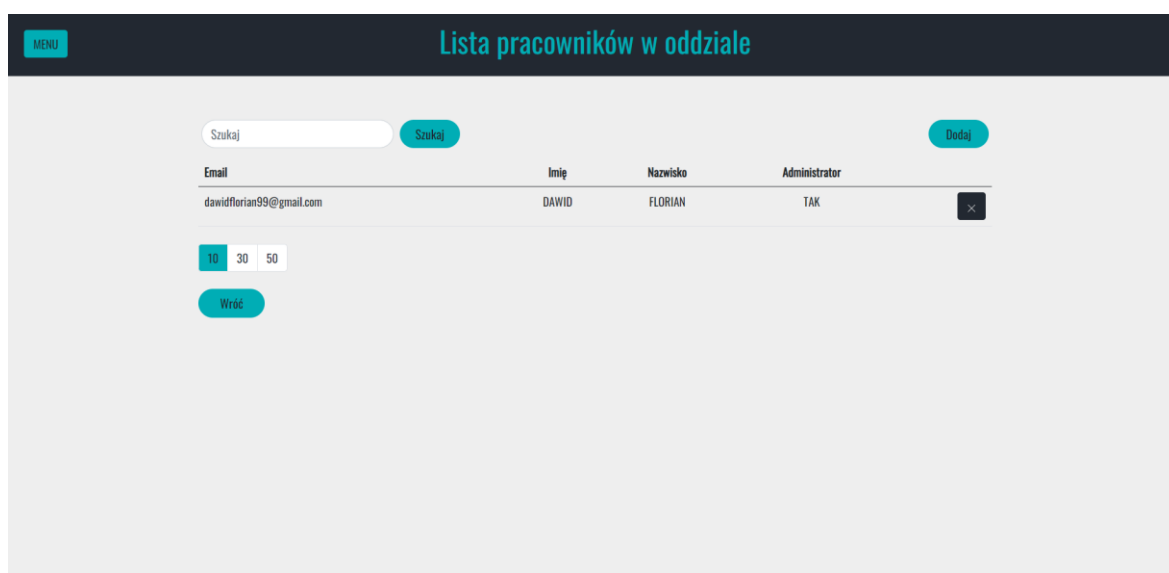 MENU
Lista pracowników w oddziale
Szukaj Szukaj Dodaj
Email Imię Nazwisko Administrator
dawidflorian99@gmail.com DAWID FLORIAN TAK ×
10 30 50
Wróć